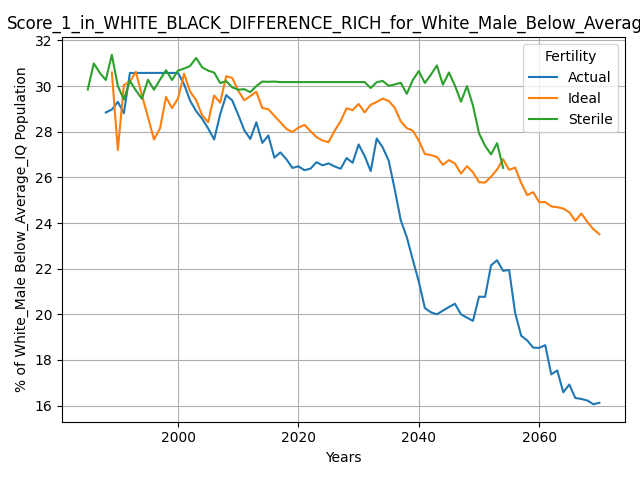 Score_1_in_WHITE_BLACK_DIFFERENCE_RICH_for_White_Male_Below_Averag
% of White_Male Below_Average_IQ Population
32
30
28
26
24
22
20
18
16
Fertility
Actual
Ideal
Sterile
2000
2020
2040
2060
Years